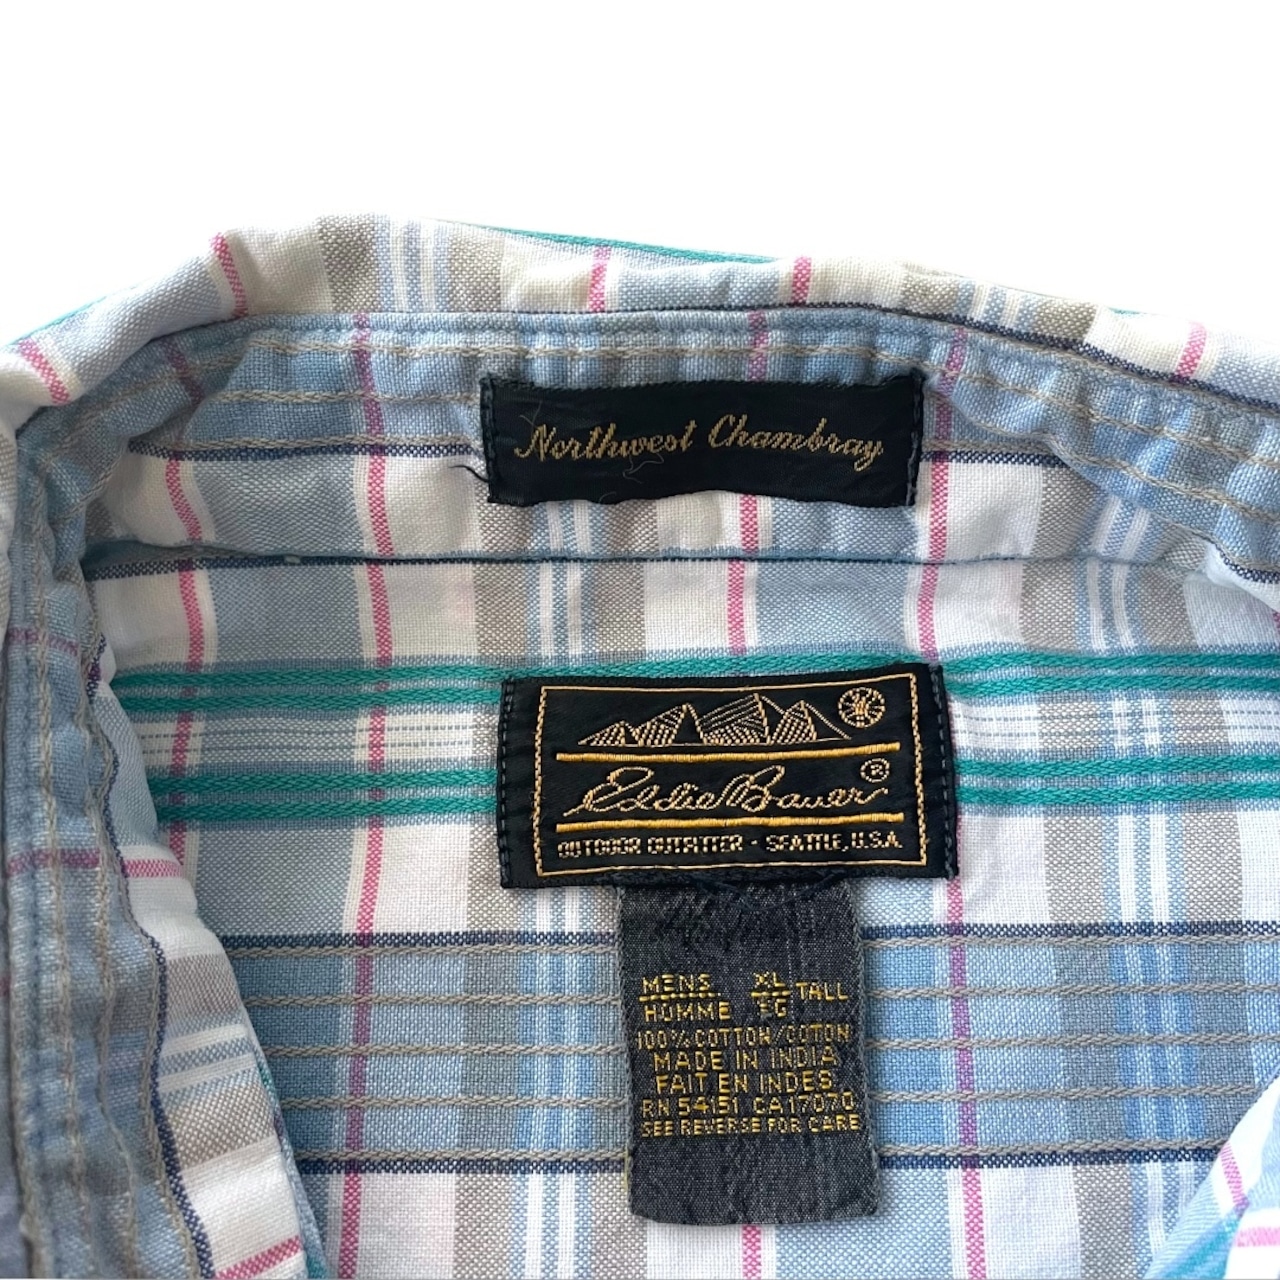 Northwest Chambray
Eddie Bauer®
OUTDOOR OUTFITTER - SEATTLE, U.S.A.
MENS XL TALL
HOMME EG
100% COTTON/COTON
MADE IN INDIA
FAIT EN INDES
RN 54151 CA17070
SEE REVERSE FOR CARE